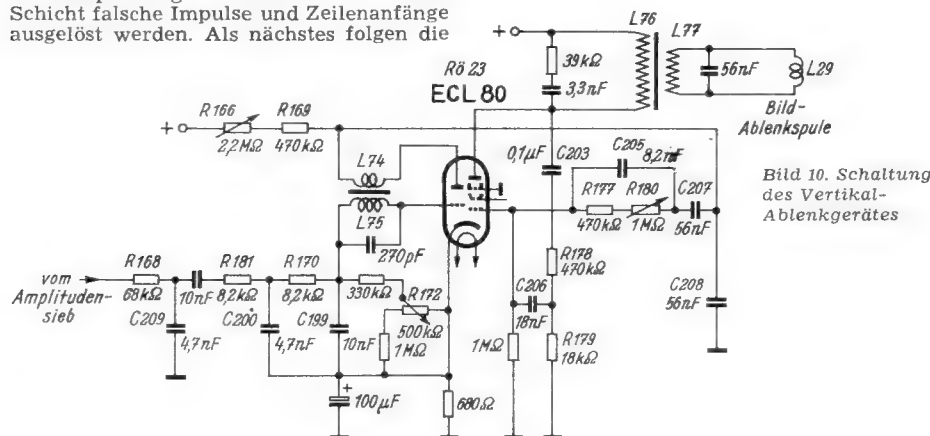 Schicht falsche Impulse und Zeilenanfänge
ausgelöst werden. Als nächstes folgen die
L76
L77
+
39kΩ
3,3nF
56nF
L29
Bild-
Ablenkspule
Rö 23
ECL 80
R166
2,2MΩ
R169
470kΩ
+
L74
L75
270pF
0,1µF
C203
C205
8,2nF
R177
470kΩ
R180
1MΩ
C207
56nF
Bild 10. Schaltung
des Vertikal-
Ablenkgerätes
vom
Amplituden-
sieb
R168
68kΩ
10nF
R181
8,2kΩ
R170
8,2kΩ
330kΩ
R172
500kΩ
1MΩ
C209
4,7nF
C200
4,7nF
C199
10nF
100µF
+
680Ω
1MΩ
C206
18nF
R178
470kΩ
R179
18kΩ
C208
56nF